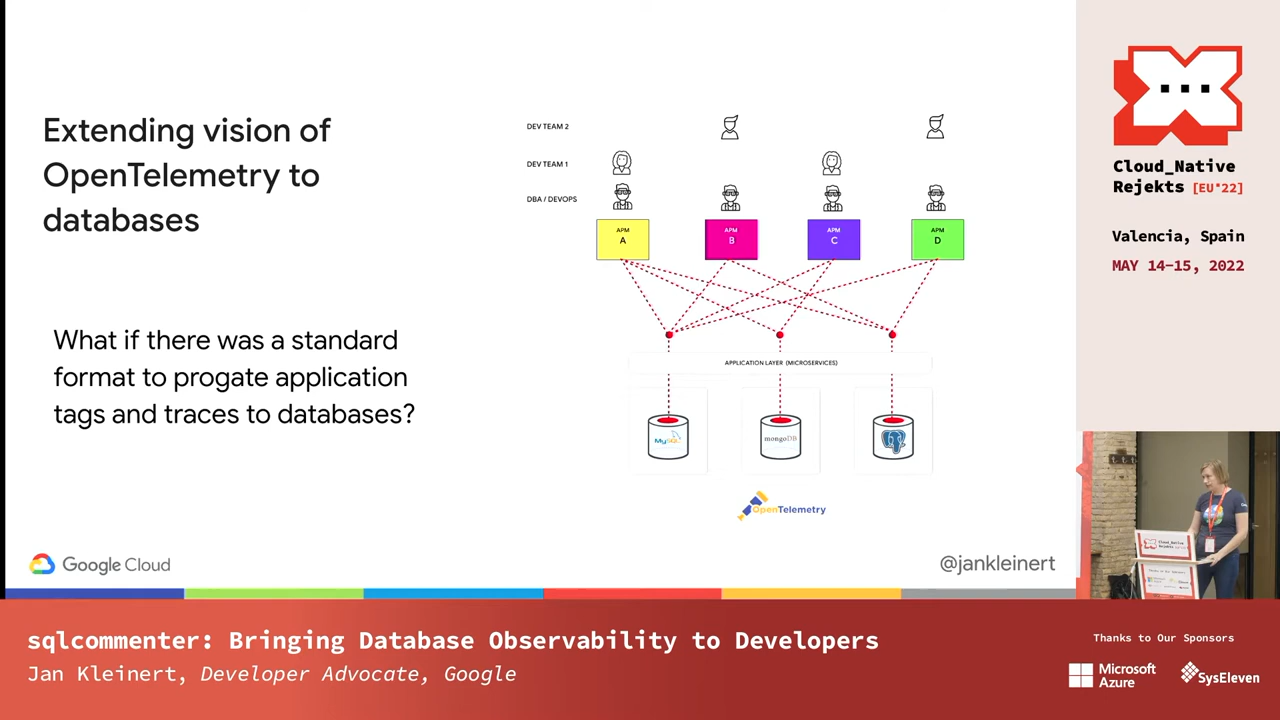 Extending vision of
OpenTelemetry to
databases
What if there was a standard
format to progate application
tags and traces to databases?
DEV TEAM 2
DEV TEAM 1
DBA / DEVOPS
APM
A
APM
B
APM
C
APM
D
APPLICATION LAYER (MICROSERVICES)
MySQL
mongoDB
OpenTelemetry
Google Cloud
@jankleinert
Cloud_Native
Rejekts [EU'22]
Valencia, Spain
MAY 14-15, 2022
Cloud_Native
Rejekts
sqlcommenter: Bringing Database Observability to Developers
Jan Kleinert, Developer Advocate, Google
Thanks to Our Sponsors
Microsoft
Azure
SysEleven